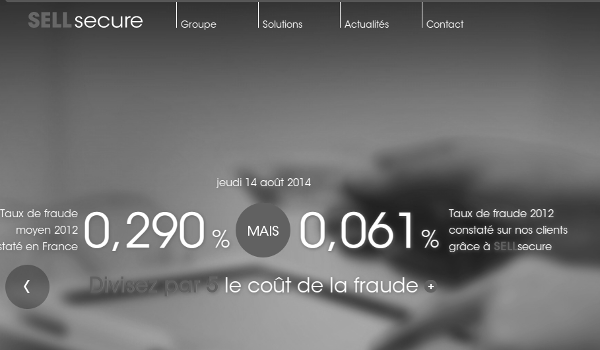 SELLsecure
Groupe
Solutions
Actualités
Contact
jeudi 14 août 2014
Taux de fraude
moyen 2012
staté en France
0,290 %
MAIS
0,061 %
Taux de fraude 2012
constaté sur nos clients
grâce à SELLsecure
Divisez par 5 le coût de la fraude +